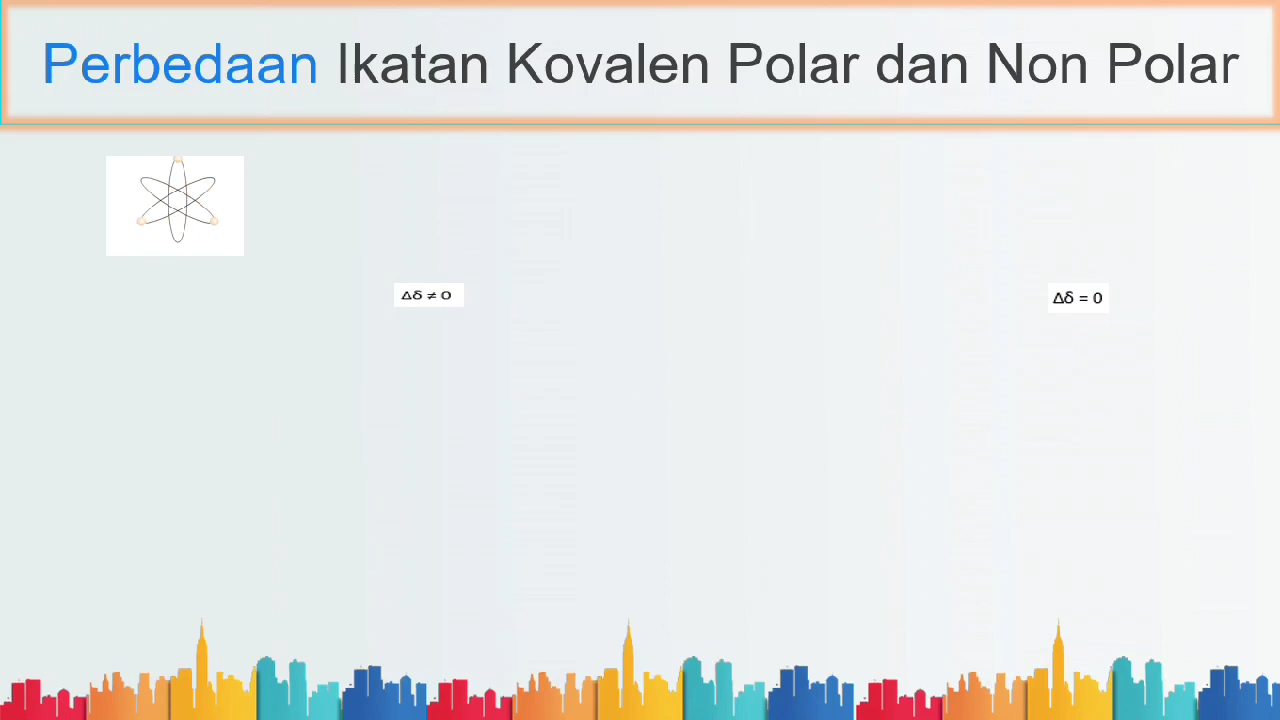 Perbedaan Ikatan Kovalen Polar dan Non Polar
Δδ ≠ 0
Δδ = 0